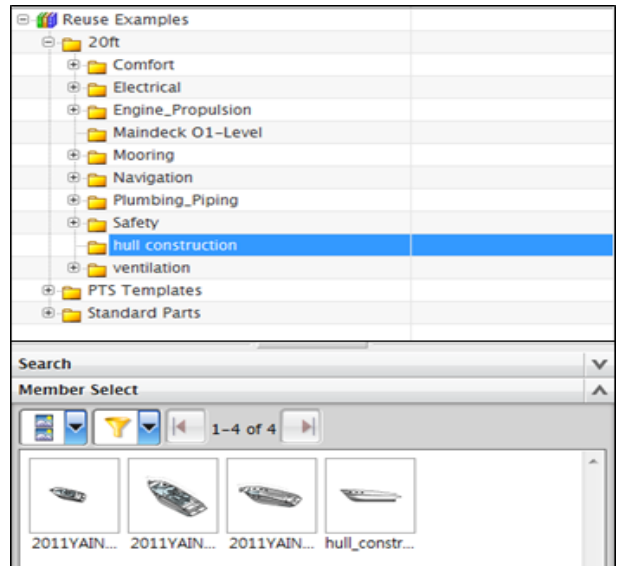 Reuse Examples
20ft
Comfort
Electrical
Engine_Propulsion
Maindeck O1-Level
Mooring
Navigation
Plumbing_Piping
Safety
hull construction
ventilation
PTS Templates
Standard Parts
Search
Member Select
1-4 of 4
2011YAIN... 2011YAIN... 2011YAIN... hull_constr...